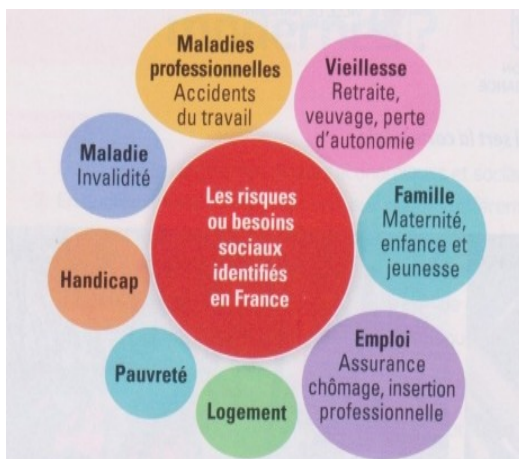 Maladies
professionnelles
Accidents
du travail
Vieillesse
Retraite,
veuvage, perte
d'autonomie
Famille
Maternité,
enfance et
jeunesse
Emploi
Assurance
chômage, insertion
professionnelle
Logement
Pauvreté
Handicap
Maladie
Invalidité
Les risques
ou besoins
sociaux
identifiés
en France